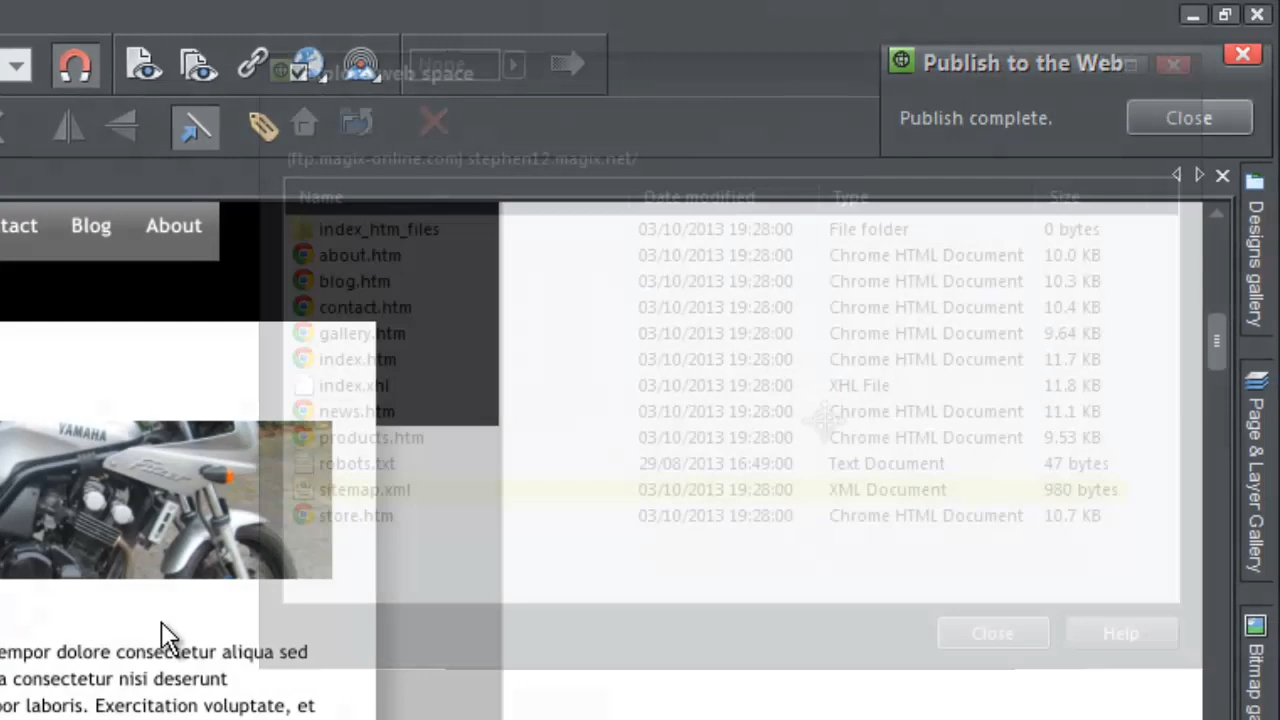 Publish to the Web
Publish complete.
Close
None
Explore web space
[ftp.magix-online.com] stephen12.magix.net/
Name Date modified Type Size
index_htm_files 03/10/2013 19:28:00 File folder 0 bytes
about.htm 03/10/2013 19:28:00 Chrome HTML Document 10.0 KB
blog.htm 03/10/2013 19:28:00 Chrome HTML Document 10.3 KB
contact.htm 03/10/2013 19:28:00 Chrome HTML Document 10.4 KB
gallery.htm 03/10/2013 19:28:00 Chrome HTML Document 9.64 KB
index.htm 03/10/2013 19:28:00 Chrome HTML Document 11.7 KB
index.xhl 03/10/2013 19:28:00 XHL File 11.8 KB
news.htm 03/10/2013 19:28:00 Chrome HTML Document 11.1 KB
products.htm 03/10/2013 19:28:00 Chrome HTML Document 9.53 KB
robots.txt 29/08/2013 16:49:00 Text Document 47 bytes
sitemap.xml 03/10/2013 19:28:00 XML Document 980 bytes
store.htm 03/10/2013 19:28:00 Chrome HTML Document 10.7 KB
Close Help
tact Blog About
YAMAHA
empor dolore consectetur aliqua sed
a consectetur nisi deserunt
por laboris. Exercitation voluptate, et
Designs gallery
Page & Layer Gallery
Bitmap ga